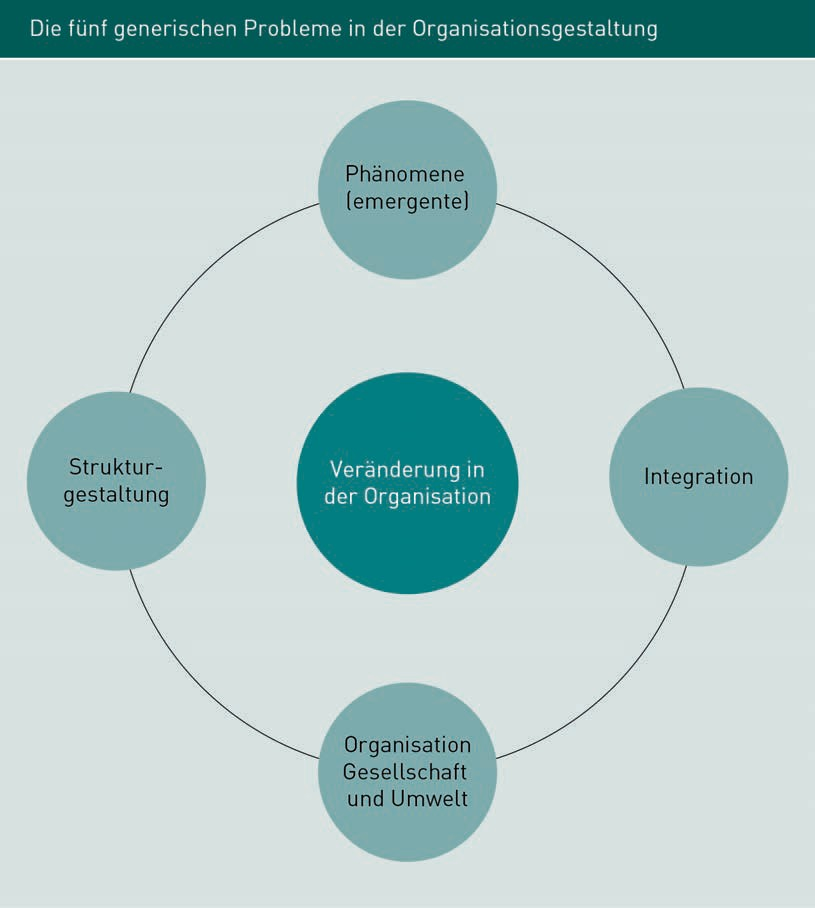 Die fünf generischen Probleme in der Organisationsgestaltung
Phänomene
(emergente)
Struktur-
gestaltung
Veränderung in
der Organisation
Integration
Organisation
Gesellschaft
und Umwelt